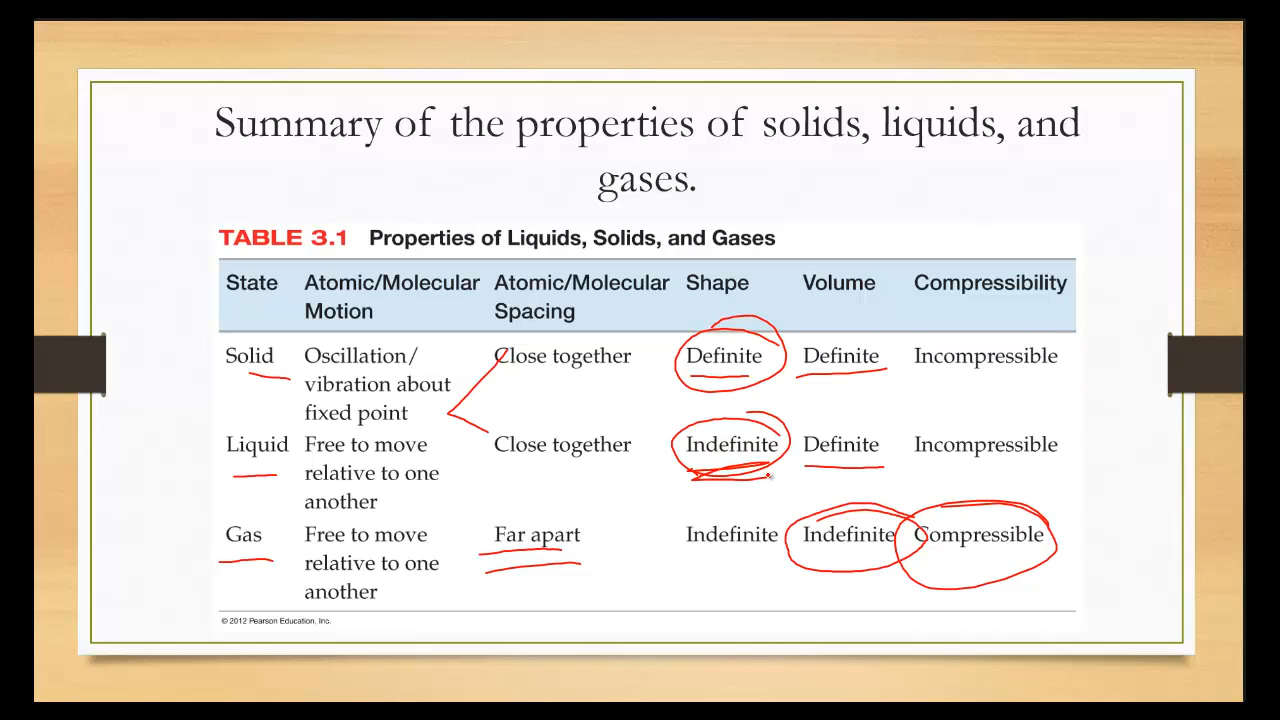 Summary of the properties of solids, liquids, and
gases.
TABLE 3.1 Properties of Liquids, Solids, and Gases
State Atomic/Molecular Motion Atomic/Molecular Spacing Shape Volume Compressibility
Solid Oscillation/ Close together Definite Definite Incompressible
vibration about
fixed point
Liquid Free to move Close together Indefinite Definite Incompressible
relative to one
another
Gas Free to move Far apart Indefinite Indefinite Compressible
relative to one
another
© 2012 Pearson Education, Inc.